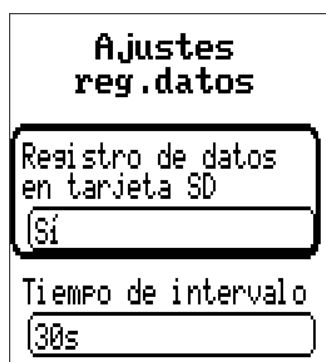 Ajustes
reg.datos
Registro de datos
en tarjeta SD
Sí
Tiempo de intervalo
30s